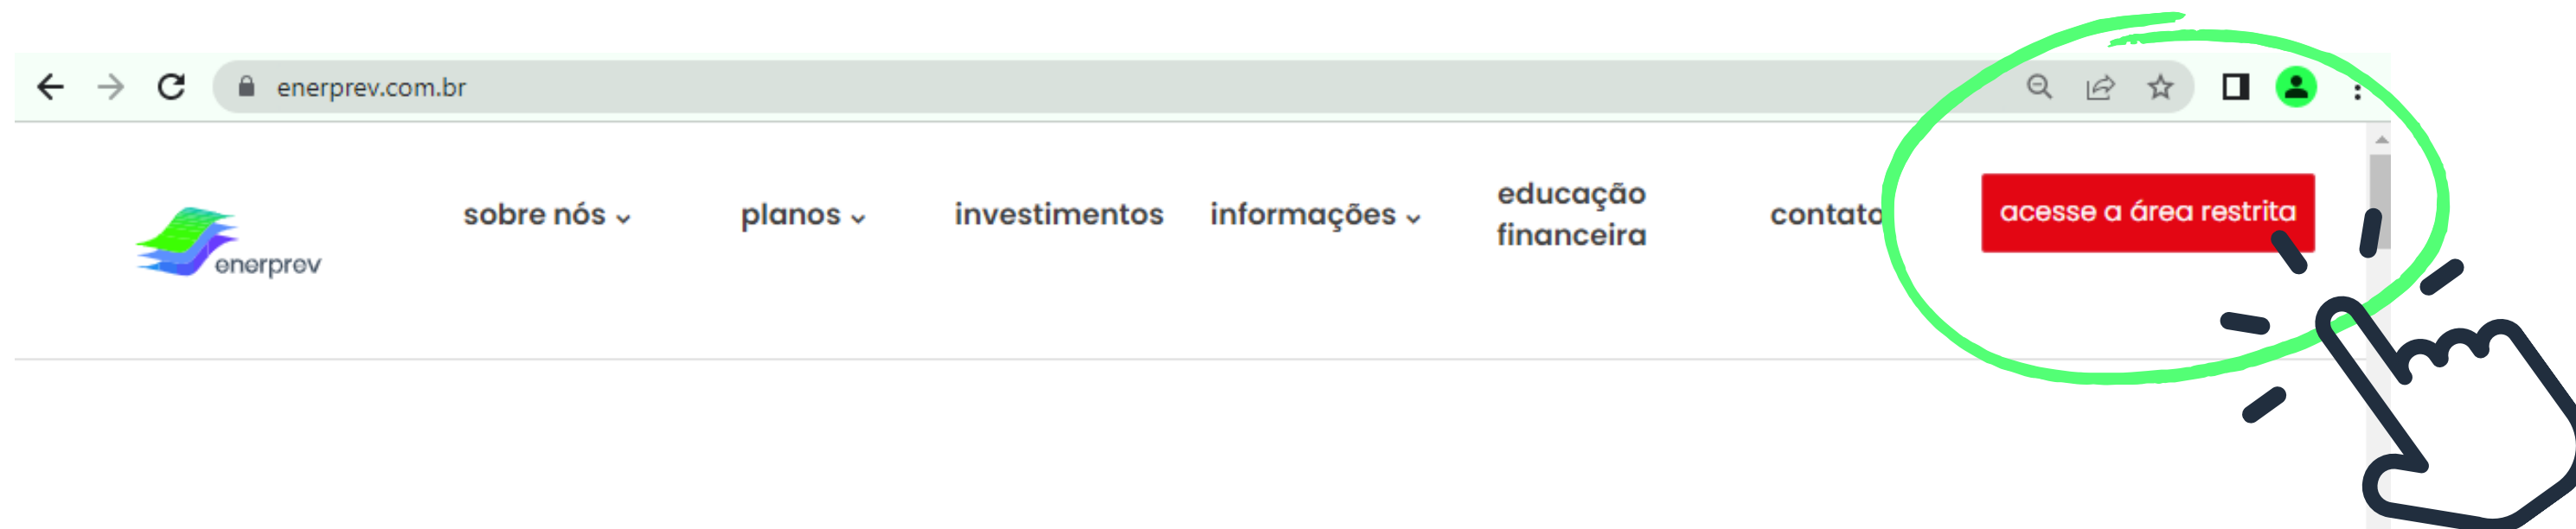 enerprev.com.br
sobre nós
planos
investimentos
informações
educação
financeira
contato
acesse a área restrita
enerprev